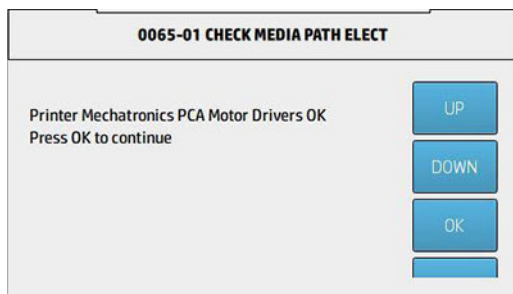 0065-01 CHECK MEDIA PATH ELECT
Printer Mechatronics PCA Motor Drivers OK
Press OK to continue
UP
DOWN
OK